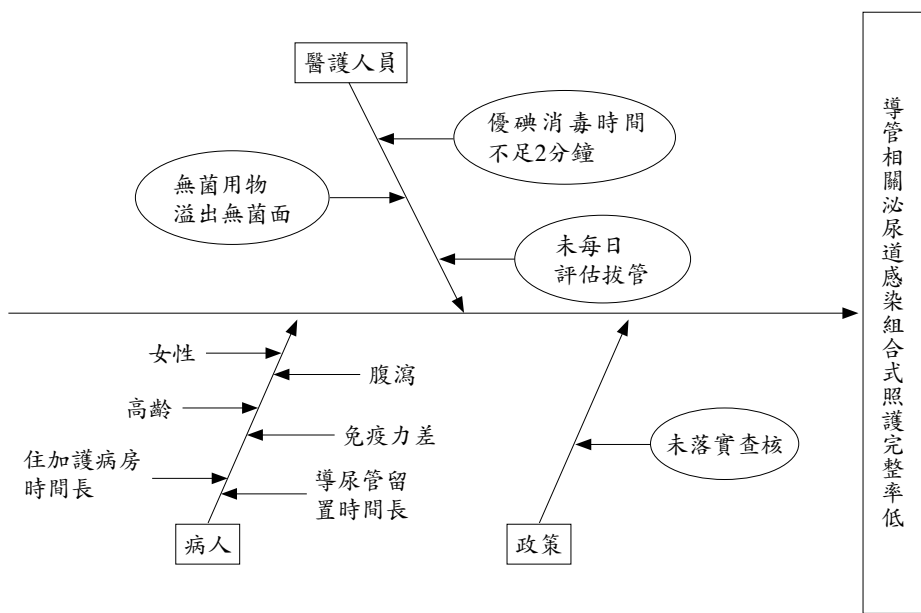 醫護人員
優碘消毒時間
不足2分鐘
無菌用物
溢出無菌面
未每日
評估拔管
女性
腹瀉
高齡
免疫力差
住加護病房
時間長
導尿管留
置時間長
病人
未落實查核
政策
導管相關泌尿道感染組合式照護完整率低